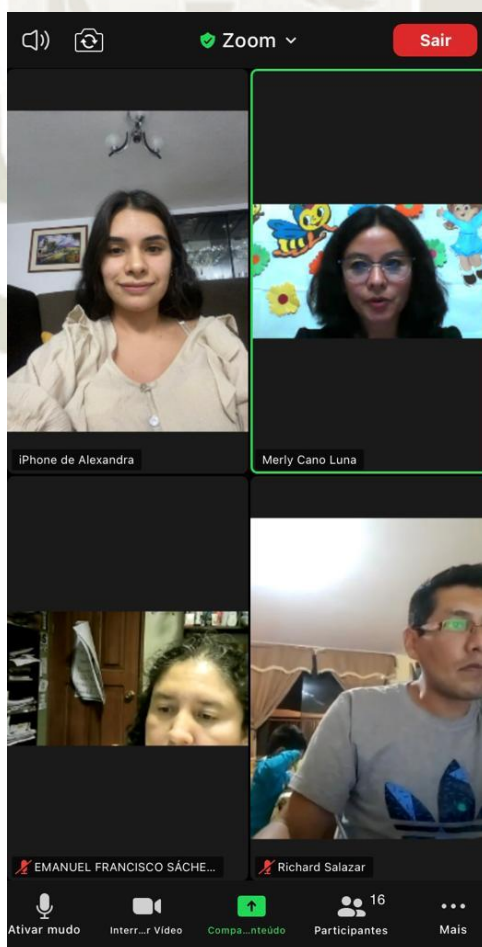 Zoom
Sair
iPhone de Alexandra
Merly Cano Luna
EMANUEL FRANCISCO SÁCHE...
Richard Salazar
16
Ativar mudo
Interr...r Vídeo
Compa...nteúdo
Participantes
Mais